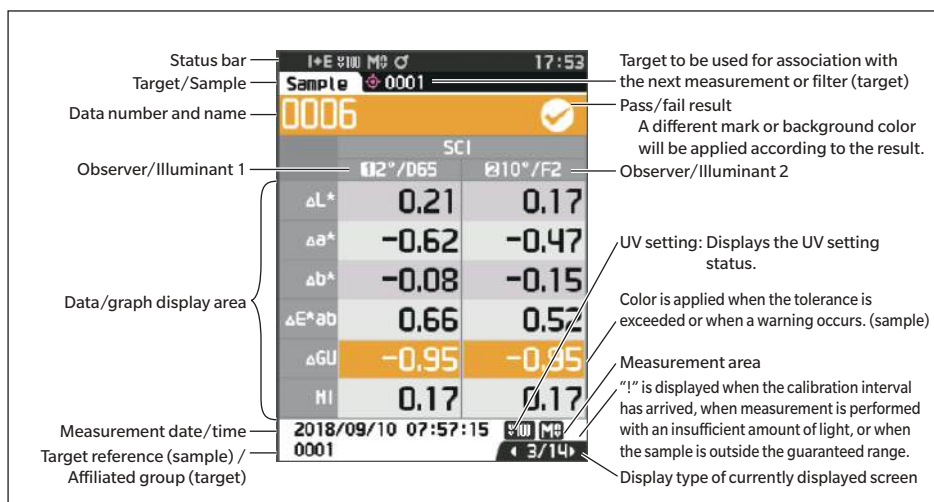 Status bar
Target/Sample
Data number and name
Observer/Illuminant 1
Data/graph display area
Measurement date/time
Target reference (sample) /
Affiliated group (target)
I+E 17:53
Sample 0001
0006
SCI
1 2°/D65 2 10°/F2
ΔL* 0.21 0.17
Δa* -0.62 -0.47
Δb* -0.08 -0.15
ΔE*ab 0.66 0.52
ΔGU -0.95 -0.95
MI 0.17 0.17
2018/09/10 07:57:15
0001 3/14
Target to be used for association with
the next measurement or filter (target)
Pass/fail result
A different mark or background color
will be applied according to the result.
Observer/Illuminant 2
UV setting: Displays the UV setting
status.
Color is applied when the tolerance is
exceeded or when a warning occurs. (sample)
Measurement area
"!" is displayed when the calibration interval
has arrived, when measurement is performed
with an insufficient amount of light, or when
the sample is outside the guaranteed range.
Display type of currently displayed screen